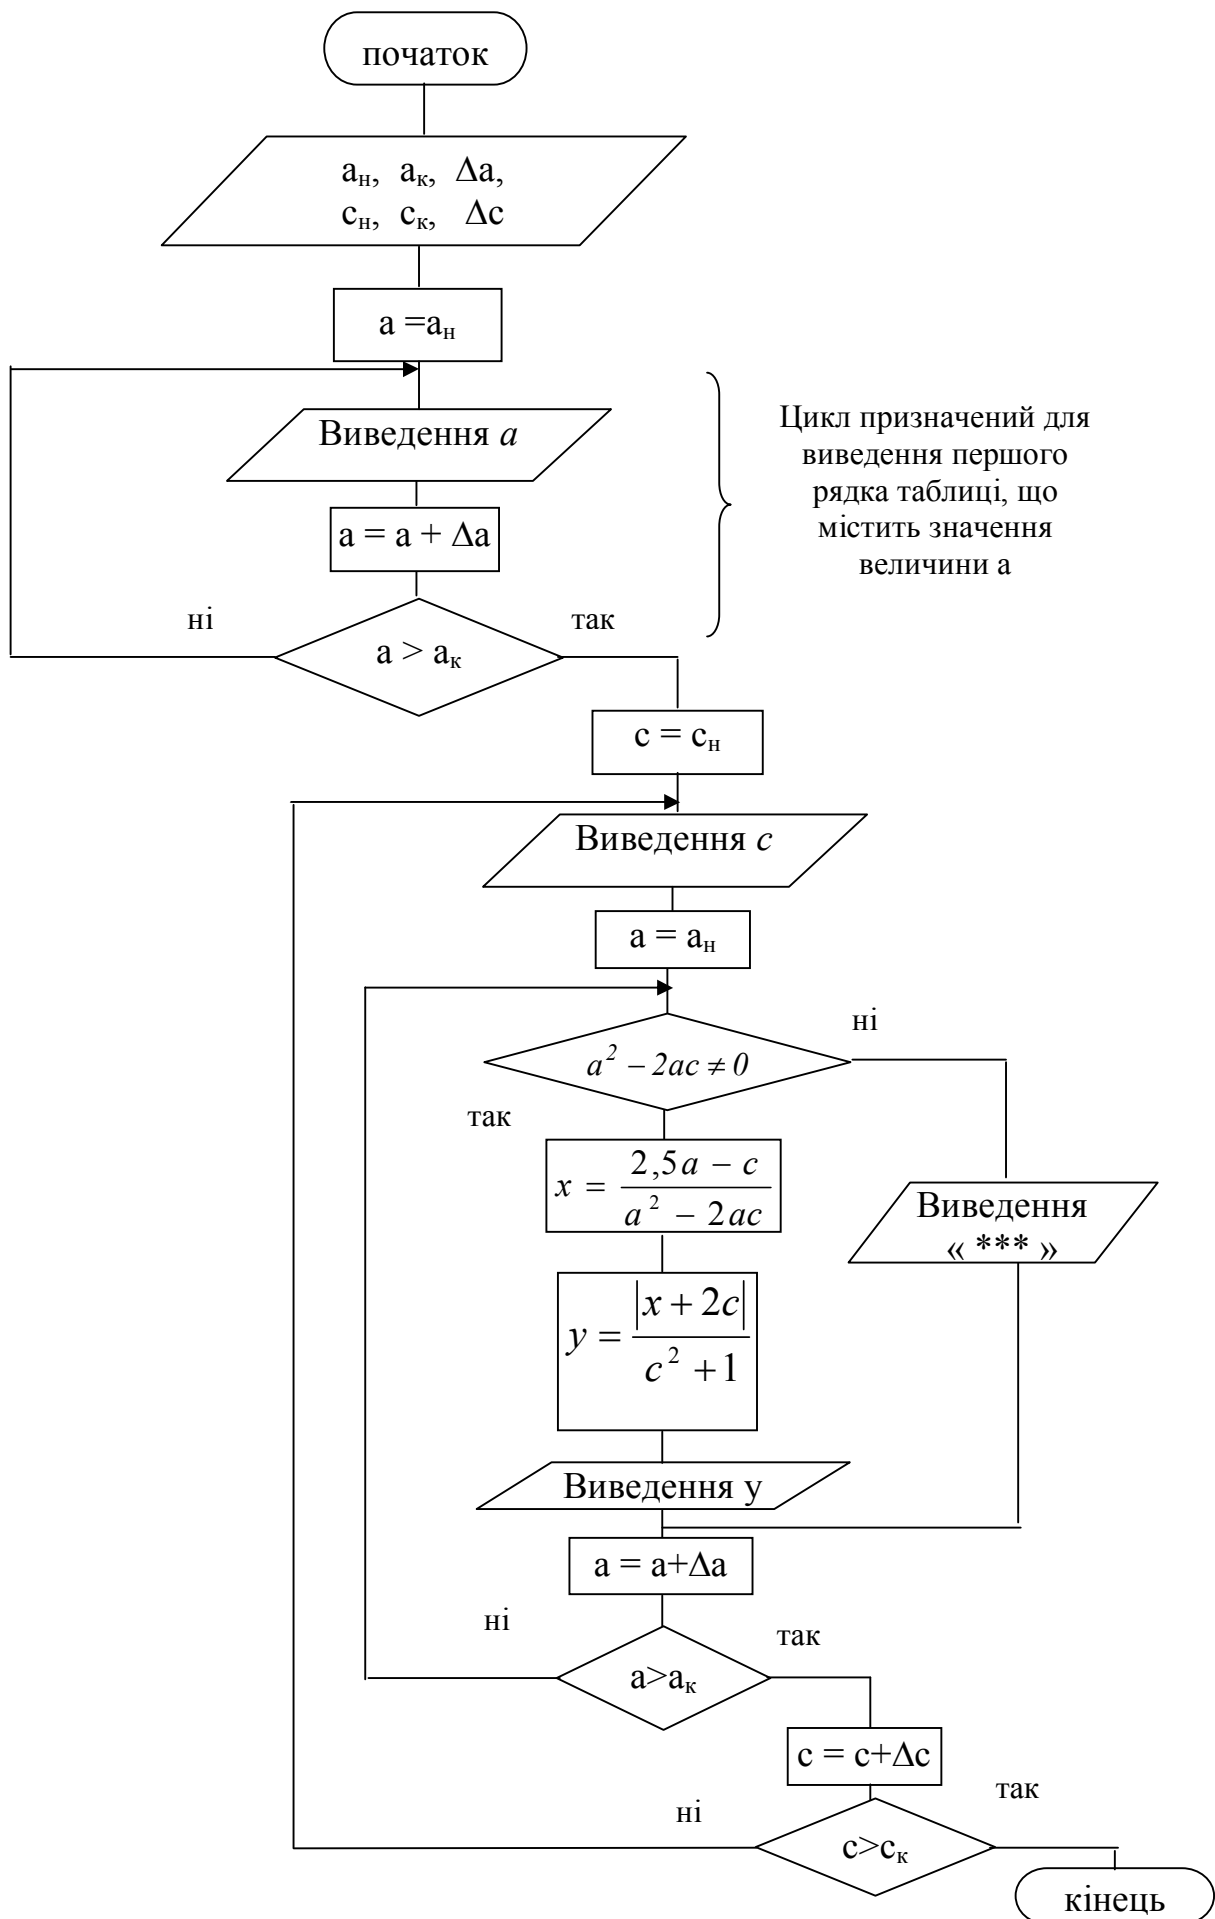 початок
aн, aк, Δa,
cн, cк, Δc
a =aн
Виведення a
a = a + Δa
Цикл призначений для
виведення першого
рядка таблиці, що
містить значення
величини а
ні
так
a > aк
c = cн
Виведення c
a = aн
ні
a² − 2ac ≠ 0
так
x = (2,5a − c) / (a² − 2ac)
Виведення
« *** »
y = |x + 2c| / (c² + 1)
Виведення y
a = a+Δa
ні
так
a>aк
c = c+Δc
так
ні
c>cк
кінець